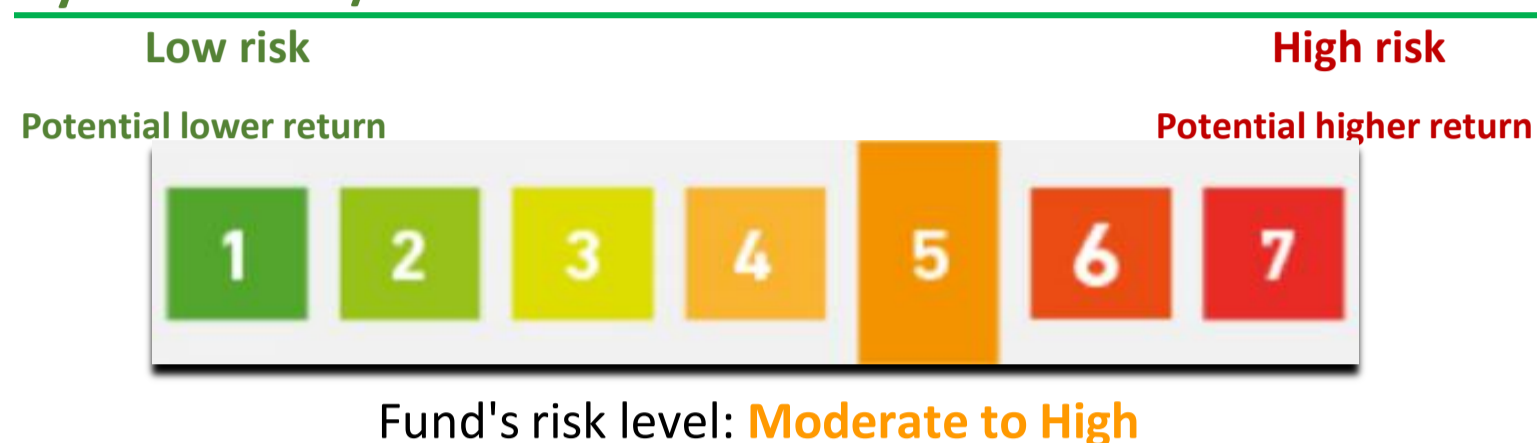 Low risk High risk
Potential lower return Potential higher return
1 2 3 4 5 6 7
Fund's risk level: Moderate to High